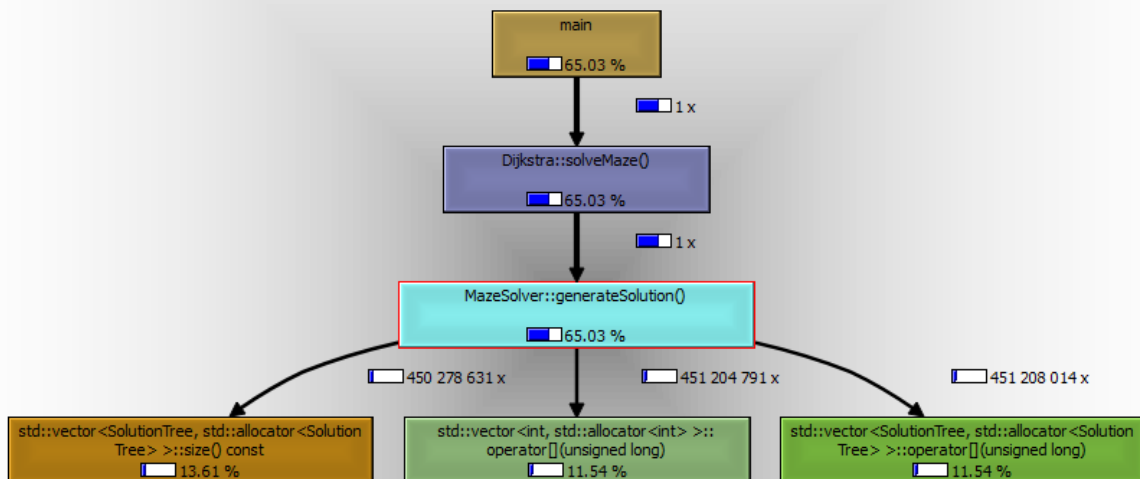 main
65.03 %
1 x
Dijkstra::solveMaze()
65.03 %
1 x
MazeSolver::generateSolution()
65.03 %
450 278 631 x
451 204 791 x
451 208 014 x
std::vector<SolutionTree, std::allocator<Solution
Tree> >::size() const
13.61 %
std::vector<int, std::allocator<int> >::
operator[](unsigned long)
11.54 %
std::vector<SolutionTree, std::allocator<Solution
Tree> >::operator[](unsigned long)
11.54 %